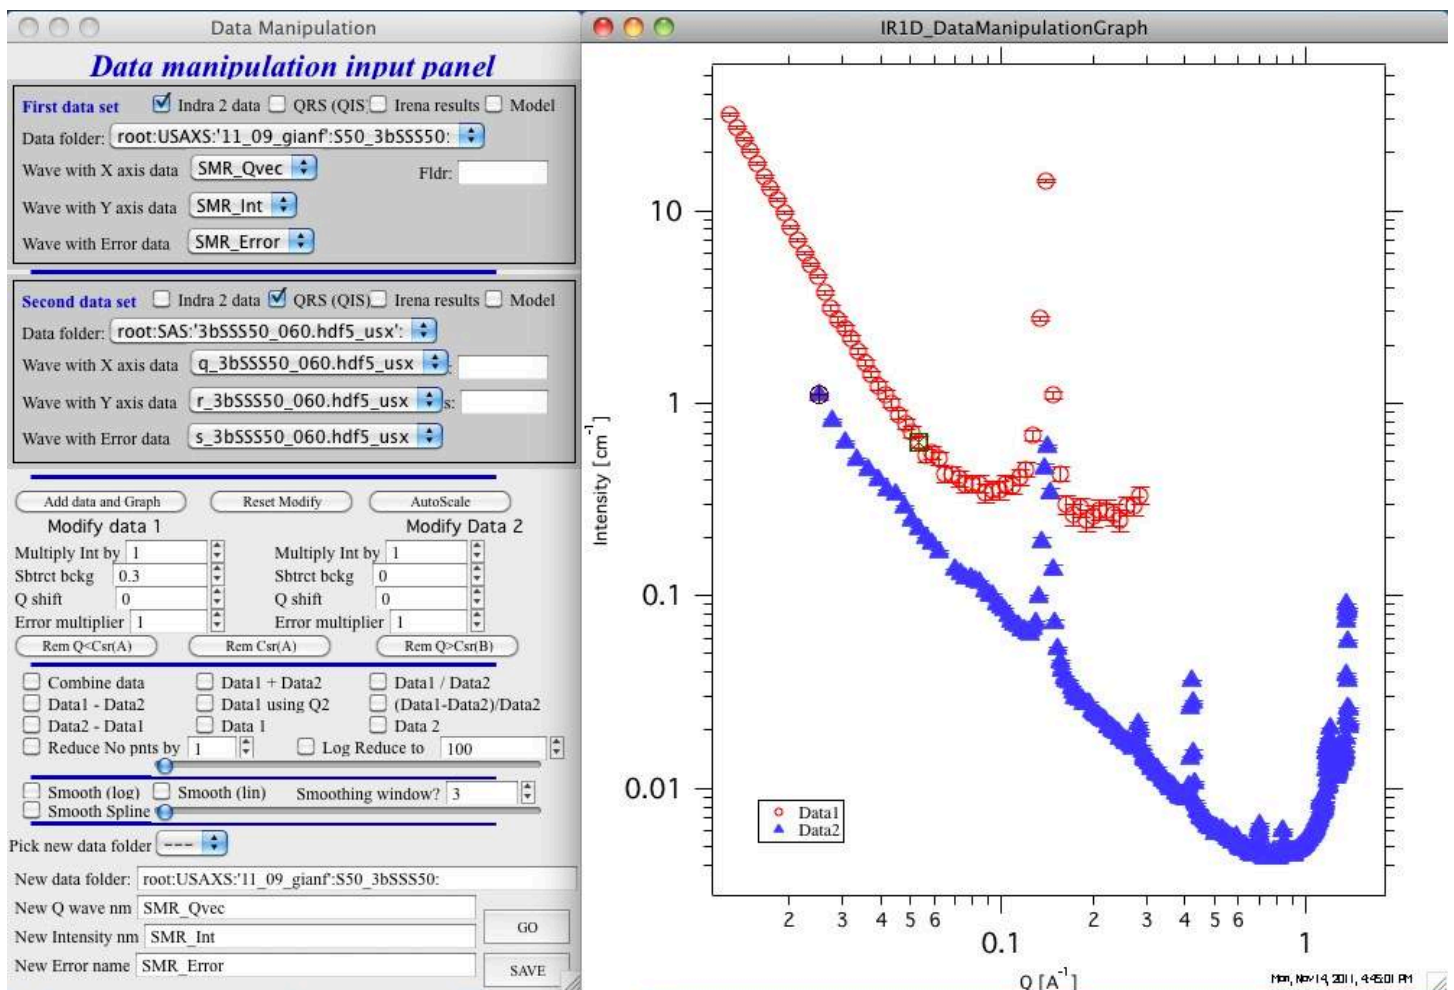 Data Manipulation
Data manipulation input panel
First data set Indra 2 data QRS (QIS) Irena results Model
Data folder: root:USAXS:'11_09_gianf':S50_3bSSS50:
Wave with X axis data SMR_Qvec Fldr:
Wave with Y axis data SMR_Int
Wave with Error data SMR_Error
Second data set Indra 2 data QRS (QIS) Irena results Model
Data folder: root:SAS:'3bSSS50_060.hdf5_usx':
Wave with X axis data q_3bSSS50_060.hdf5_usx :
Wave with Y axis data r_3bSSS50_060.hdf5_usx s:
Wave with Error data s_3bSSS50_060.hdf5_usx
Add data and Graph Reset Modify AutoScale
Modify data 1 Modify Data 2
Multiply Int by 1 Multiply Int by 1
Sbtrct bckg 0.3 Sbtrct bckg 0
Q shift 0 Q shift 0
Error multiplier 1 Error multiplier 1
Rem Q<Csr(A) Rem Csr(A) Rem Q>Csr(B)
Combine data Data1 + Data2 Data1 / Data2
Data1 - Data2 Data1 using Q2 (Data1-Data2)/Data2
Data2 - Data1 Data 1 Data 2
Reduce No pnts by 1 Log Reduce to 100
Smooth (log) Smooth (lin) Smoothing window? 3
Smooth Spline
Pick new data folder ---
New data folder: root:USAXS:'11_09_gianf':S50_3bSSS50:
New Q wave nm SMR_Qvec
New Intensity nm SMR_Int
GO
New Error name SMR_Error
SAVE
IR1D_DataManipulationGraph
10
1
0.1
0.01
Intensity [cm-1]
Data1
Data2
2 3 4 5 6 2 3 4 5 6
0.1 1
Q [A-1]
Mon, Nov 14, 2011, 4:45:01 PM